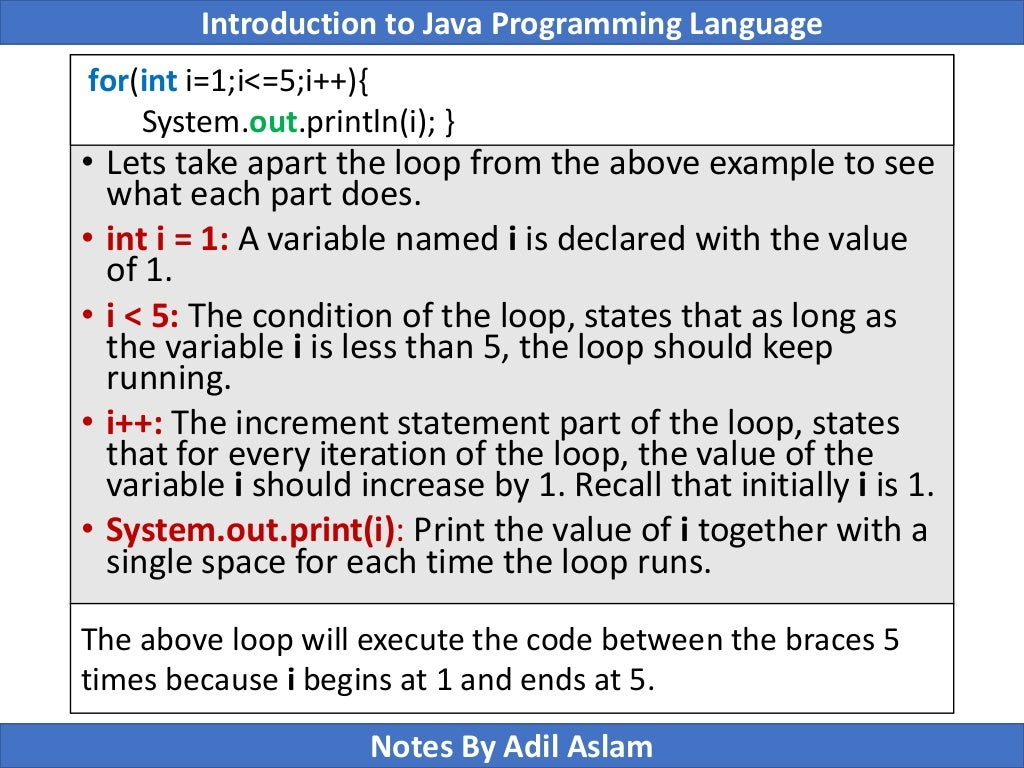 Introduction to Java Programming Language
for(int i=1;i<=5;i++){
System.out.println(i); }
• Lets take apart the loop from the above example to see
what each part does.
• int i = 1: A variable named i is declared with the value
of 1.
• i < 5: The condition of the loop, states that as long as
the variable i is less than 5, the loop should keep
running.
• i++: The increment statement part of the loop, states
that for every iteration of the loop, the value of the
variable i should increase by 1. Recall that initially i is 1.
• System.out.print(i): Print the value of i together with a
single space for each time the loop runs.
The above loop will execute the code between the braces 5
times because i begins at 1 and ends at 5.
Notes By Adil Aslam